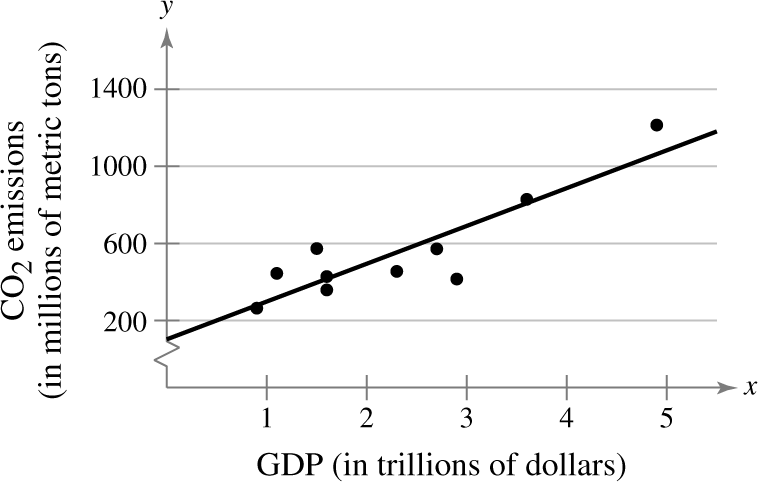 y
CO2 emissions
(in millions of metric tons)
1400
1000
600
200
1 2 3 4 5
x
GDP (in trillions of dollars)